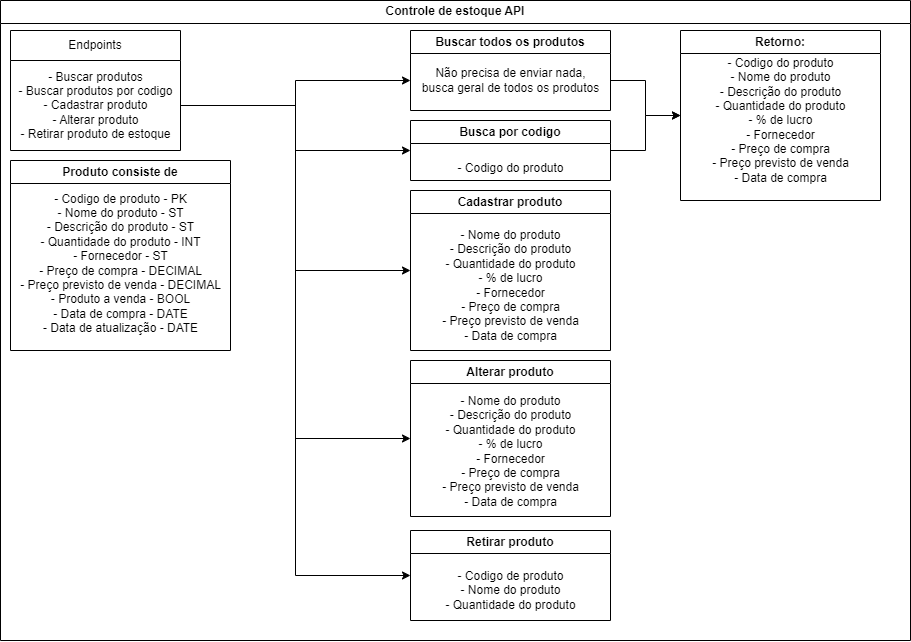 Controle de estoque API
Endpoints
- Buscar produtos
- Buscar produtos por codigo
- Cadastrar produto
- Alterar produto
- Retirar produto de estoque
Produto consiste de
- Codigo de produto - PK
- Nome do produto - ST
- Descrição do produto - ST
- Quantidade do produto - INT
- Fornecedor - ST
- Preço de compra - DECIMAL
- Preço previsto de venda - DECIMAL
- Produto a venda - BOOL
- Data de compra - DATE
- Data de atualização - DATE
Buscar todos os produtos
Não precisa de enviar nada,
busca geral de todos os produtos
Busca por codigo
- Codigo do produto
Cadastrar produto
- Nome do produto
- Descrição do produto
- Quantidade do produto
- % de lucro
- Fornecedor
- Preço de compra
- Preço previsto de venda
- Data de compra
Alterar produto
- Nome do produto
- Descrição do produto
- Quantidade do produto
- % de lucro
- Fornecedor
- Preço de compra
- Preço previsto de venda
- Data de compra
Retirar produto
- Codigo de produto
- Nome do produto
- Quantidade do produto
Retorno:
- Codigo do produto
- Nome do produto
- Descrição do produto
- Quantidade do produto
- % de lucro
- Fornecedor
- Preço de compra
- Preço previsto de venda
- Data de compra